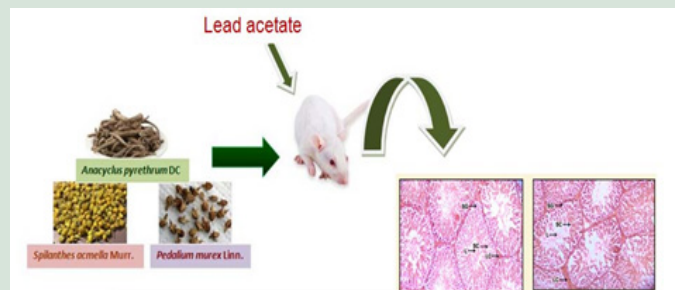 Lead acetate
Anacyclus pyrethrum DC
Spilanthes acmella Murr.
Pedalium murex Linn.